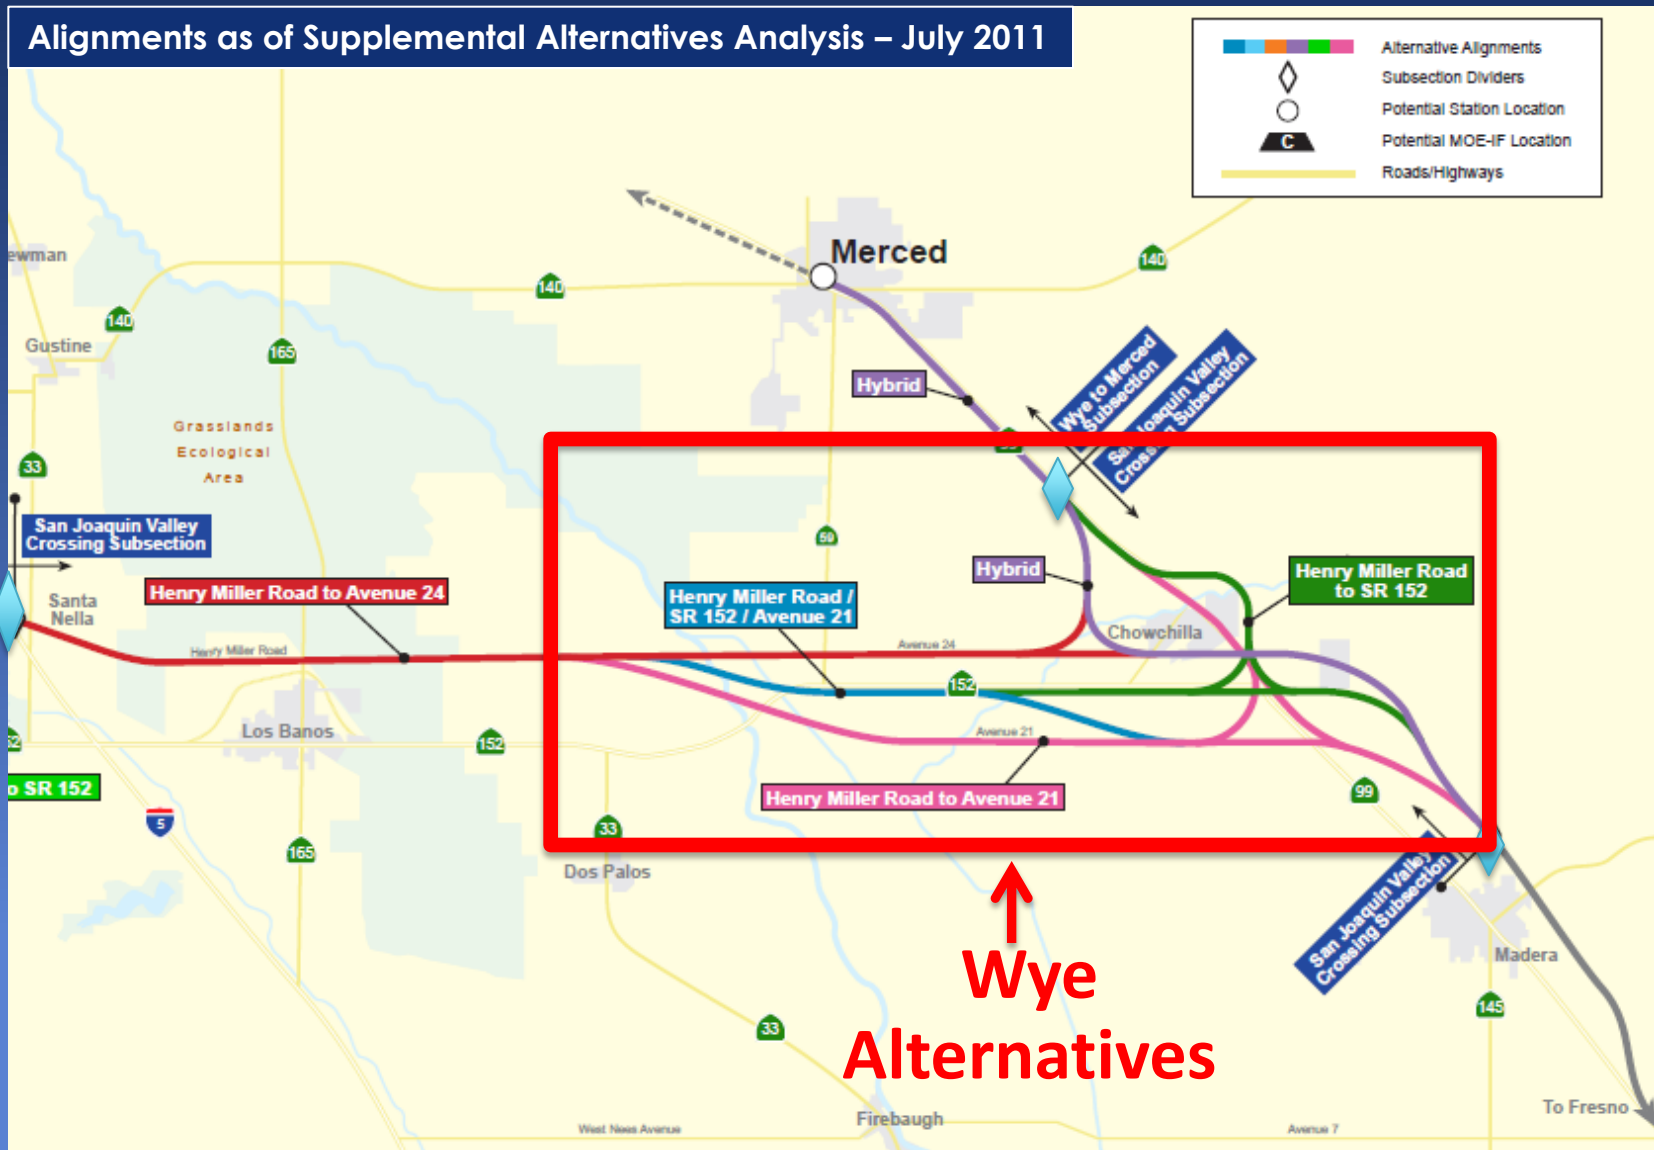 Alignments as of Supplemental Alternatives Analysis – July 2011
Alternative Alignments
Subsection Dividers
Potential Station Location
C
Potential MOE-IF Location
Roads/Highways
ewman
140
Gustine
165
140
Merced
140
Grasslands
Ecological
Area
33
Hybrid
Wye to Merced
Subsection
San Joaquin Valley
Crossing Subsection
San Joaquin Valley
Crossing Subsection
59
Santa
Nella
Henry Miller Road to Avenue 24
Henry Miller Road /
SR 152 / Avenue 21
Hybrid
Henry Miller Road
to SR 152
Chowchilla
Henry Miller Road
Avenue 24
152
Los Banos
152
Avenue 21
o SR 152
5
Henry Miller Road to Avenue 21
99
165
33
Dos Palos
San Joaquin Valley
Crossing Subsection
Wye
Alternatives
Madera
145
33
Firebaugh
To Fresno
West Nees Avenue
Avenue 7